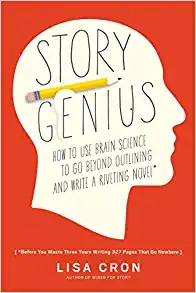 STORY
GENIUS
HOW TO USE BRAIN SCIENCE
TO GO BEYOND OUTLINING
AND WRITE A RIVETING NOVEL*
[ *Before You Waste Three Years Writing 327 Pages That Go Nowhere ]
LISA CRON
AUTHOR OF WIRED FOR STORY